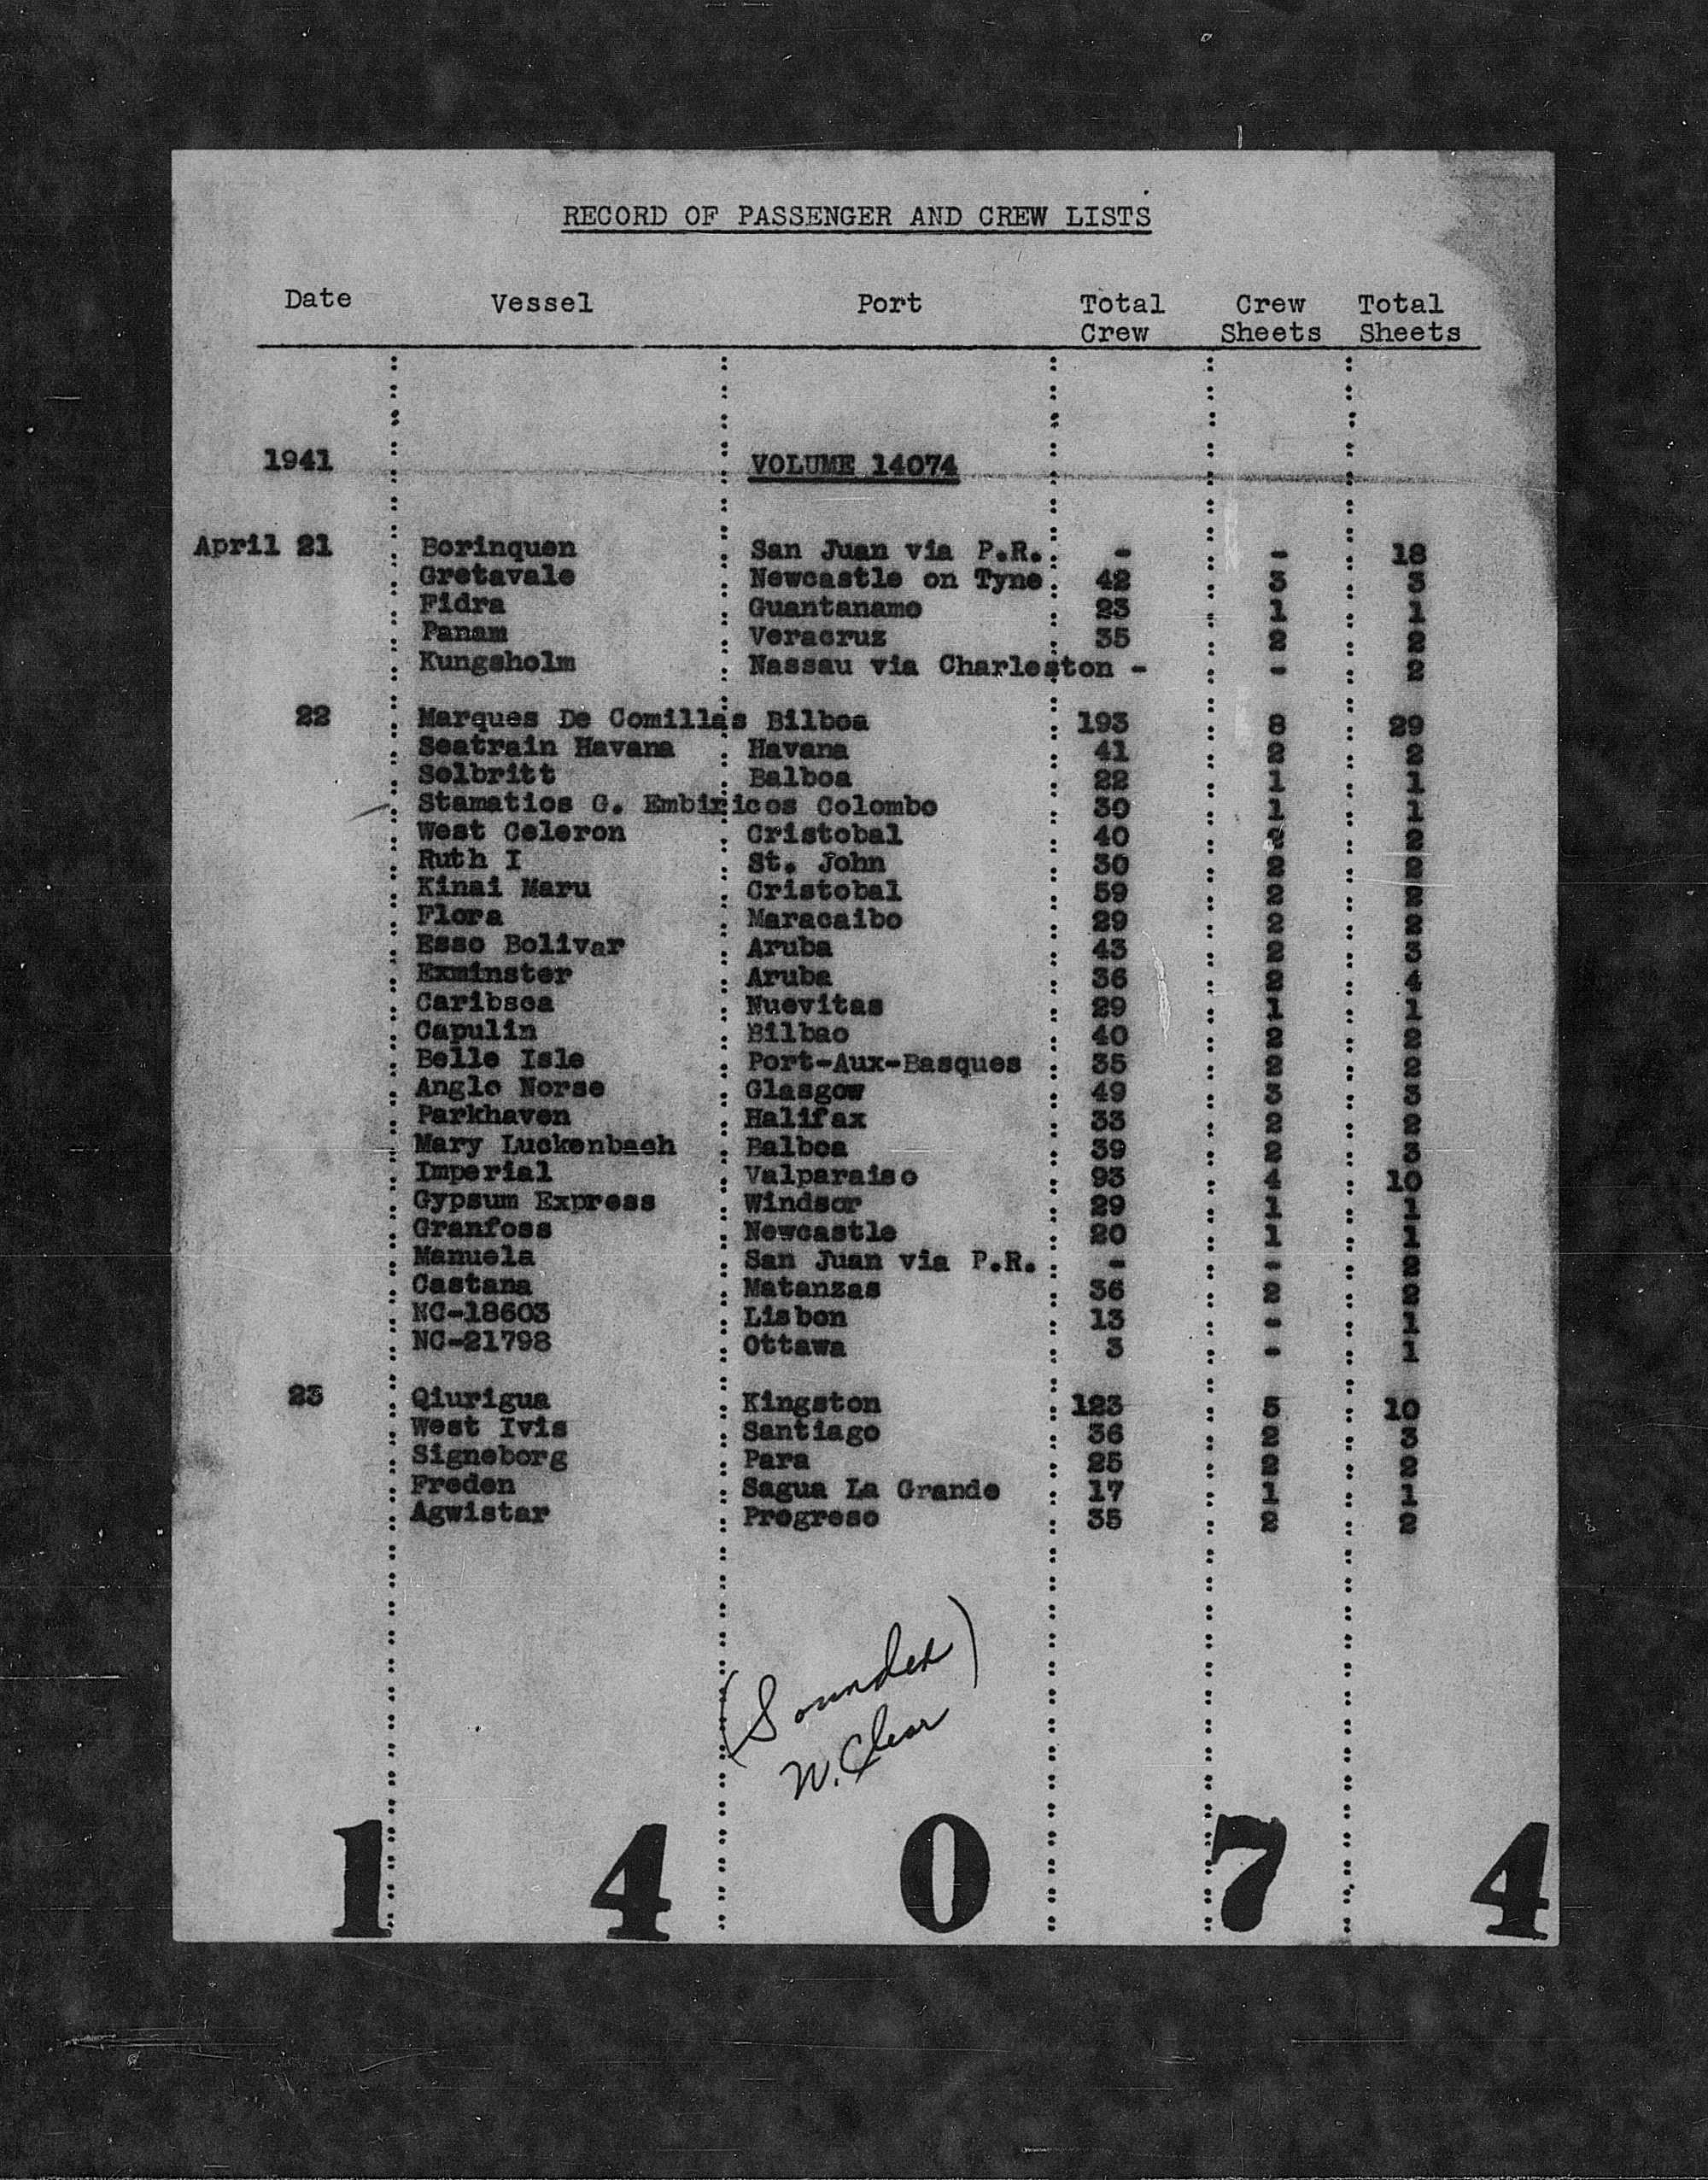 RECORD OF PASSENGER AND CREW LISTS
Date Vessel Port Total Crew Crew Sheets Total Sheets
1941 VOLUME 14074
April 21 Borinquen San Juan via P.R. - - 18
Gretavale Newcastle on Tyne 42 3 3
Fidra Guantanamo 23 1 1
Panam Veracruz 35 2 2
Kungsholm Nassau via Charleston - - 2
22 Marques De Comillas Bilboa 193 8 29
Seatrain Havana Havana 41 2 2
Solbritt Balboa 22 1 1
Stamatios G. Embiricos Colombo 30 1 1
West Celeron Cristobal 40 2 2
Ruth I St. John 30 2 2
Kinai Maru Cristobal 59 2 2
Flora Maracaibo 29 2 2
Esso Bolivar Aruba 43 2 3
Exminster Aruba 36 2 4
Caribsea Nuevitas 29 1 1
Capulin Bilbao 40 2 2
Belle Isle Port-Aux-Basques 35 2 2
Anglo Norse Glasgow 49 3 3
Parkhaven Halifax 33 2 2
Mary Luckenbach Balboa 39 2 3
Imperial Valparaiso 93 4 10
Gypsum Express Windsor 29 1 1
Granfoss Newcastle 20 1 1
Manuela San Juan via P.R. - - 2
Castana Matanzas 36 2 2
NC-18603 Lisbon 13 - 1
NC-21798 Ottawa 3 - 1
23 Qiurigua Kingston 123 5 10
West Ivis Santiago 36 2 3
Signeborg Para 25 2 2
Freden Sagua La Grande 17 1 1
Agwistar Progreso 35 2 2
(Soundex)
W. Clear
1 4 0 7 4